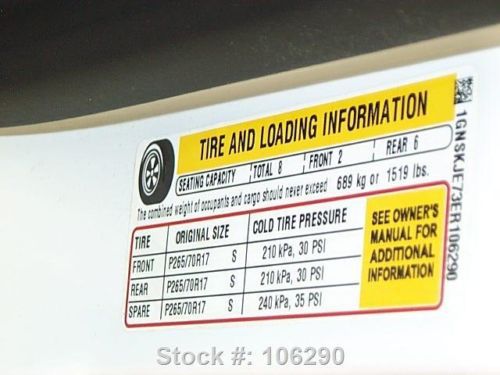 TIRE AND LOADING INFORMATION
SEATING CAPACITY TOTAL 8 FRONT 2 REAR 6
The combined weight of occupants and cargo should never exceed 689 kg or 1519 lbs.
TIRE ORIGINAL SIZE COLD TIRE PRESSURE
FRONT P265/70R17 S 210 kPa, 30 PSI
REAR P265/70R17 S 210 kPa, 30 PSI
SPARE P265/70R17 S 240 kPa, 35 PSI
SEE OWNER'S
MANUAL FOR
ADDITIONAL
INFORMATION
1GNSKJE73ER106290
Stock #: 106290